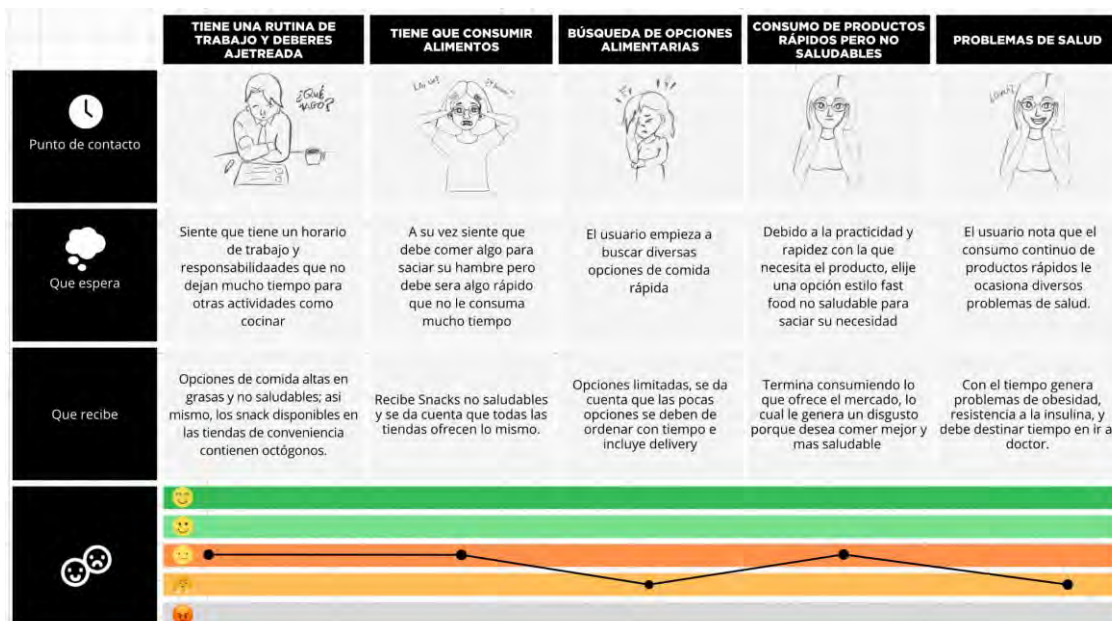 TIENE UNA RUTINA DE
TRABAJO Y DEBERES
AJETREADA
TIENE QUE CONSUMIR
ALIMENTOS
BÚSQUEDA DE OPCIONES
ALIMENTARIAS
CONSUMO DE PRODUCTOS
RÁPIDOS PERO NO
SALUDABLES
PROBLEMAS DE SALUD
Punto de contacto
¿Qué
hago?
Que espera
Siente que tiene un horario
de trabajo y
responsabilidaades que no
dejan mucho tiempo para
otras actividades como
cocinar
A su vez siente que
debe comer algo para
saciar su hambre pero
debe sera algo rápido
que no le consuma
mucho tiempo
El usuario empieza a
buscar diversas
opciones de comida
rápida
Debido a la practicidad y
rapidez con la que
necesita el producto, elije
una opción estilo fast
food no saludable para
saciar su necesidad
El usuario nota que el
consumo continuo de
productos rápidos le
ocasiona diversos
problemas de salud.
Que recibe
Opciones de comida altas en
grasas y no saludables; asi
mismo, los snack disponibles en
las tiendas de conveniencia
contienen octógonos.
Recibe Snacks no saludables
y se da cuenta que todas las
tiendas ofrecen lo mismo.
Opciones limitadas, se da
cuenta que las pocas
opciones se deben de
ordenar con tiempo e
incluye delivery
Termina consumiendo lo
que ofrece el mercado, lo
cual le genera un disgusto
porque desea comer mejor y
mas saludable
Con el tiempo genera
problemas de obesidad,
resistencia a la insulina, y
debe destinar tiempo en ir a
doctor.